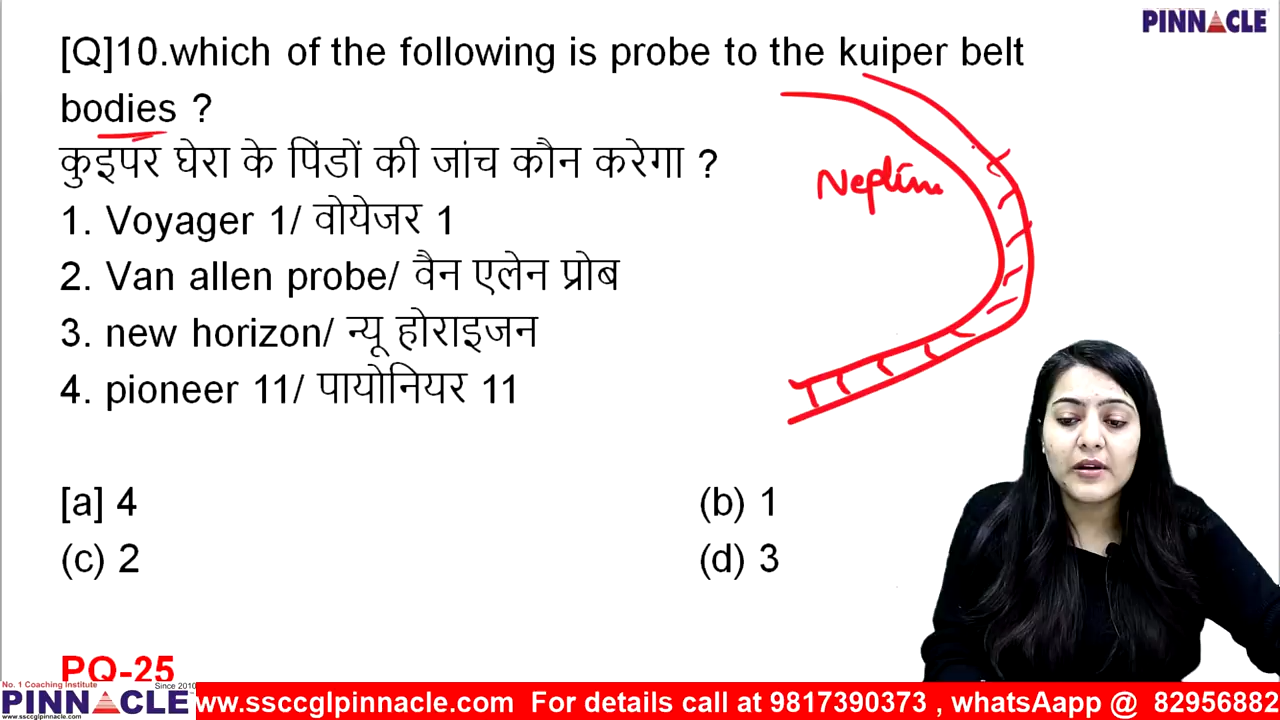 PINNACLE
[Q]10.which of the following is probe to the kuiper belt
bodies ?
Neptune
कुइपर घेरा के पिंडों की जांच कौन करेगा ?
1. Voyager 1/ वोयेजर 1
2. Van allen probe/ वैन एलेन प्रोब
3. new horizon/ न्यू होराइजन
4. pioneer 11/ पायोनियर 11
[a] 4 (b) 1
(c) 2 (d) 3
PQ-25
No. 1 Coaching Institute Since 2010
PINNACLE
www.ssccglpinnacle.com
ww.ssccglpinnacle.com For details call at 9817390373 , whatsAapp @ 82956882